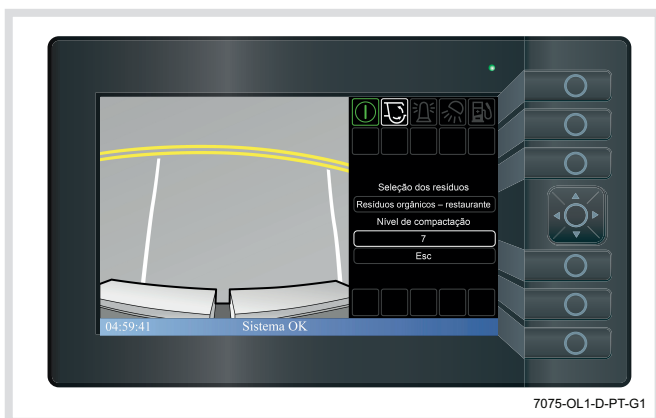 Seleção dos resíduos
Resíduos orgânicos – restaurante
Nível de compactação
7
Esc
04:59:41 Sistema OK
7075-OL1-D-PT-G1